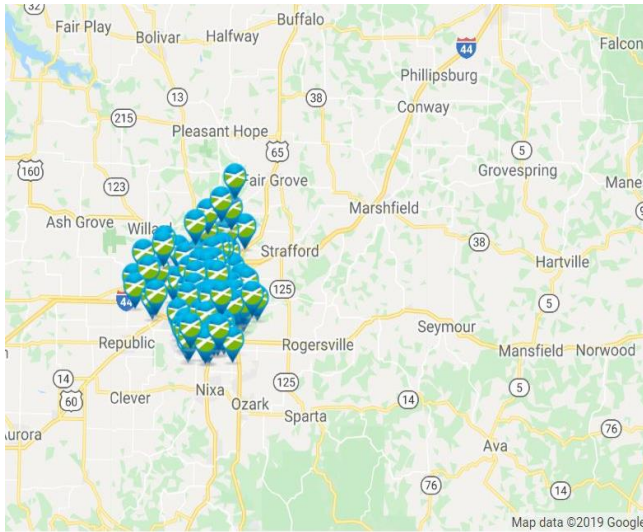 32
Fair Play
Bolivar
Halfway
Buffalo
44
Falcon
Phillipsburg
13
38
Conway
215
Pleasant Hope
65
5
160
123
Fair Grove
Grovespring
Mane
Ash Grove
Willard
Marshfield
38
Strafford
Hartville
44
125
5
Republic
Rogersville
Seymour
Mansfield
Norwood
14
60
Clever
Nixa
Ozark
125
Sparta
14
5
Aurora
76
Ava
76
14
Map data ©2019 Google